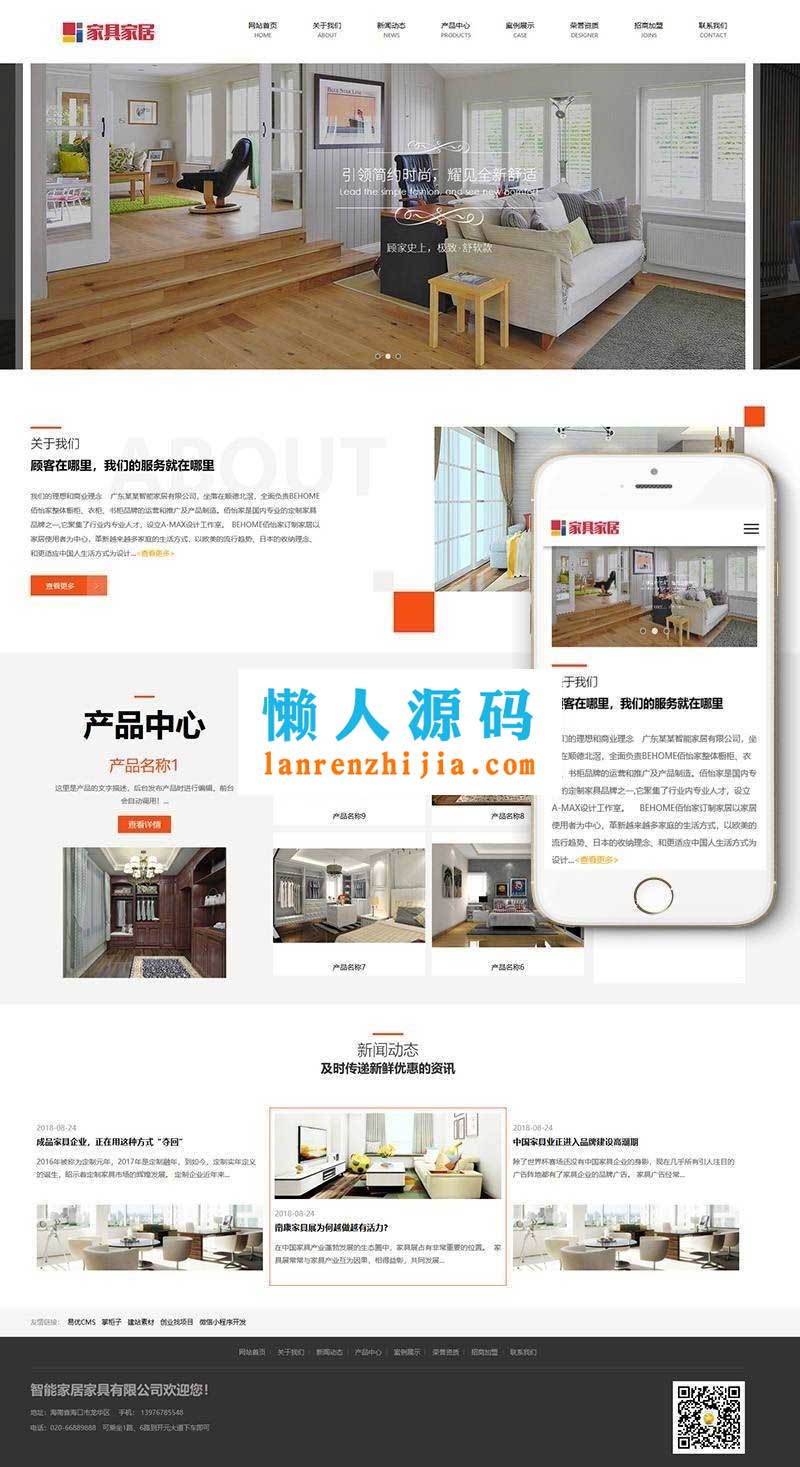 家具家居
网站首页 关于我们 新闻动态 产品中心 案例展示 荣誉资质 招商加盟 联系我们
HOME ABOUT NEWS PRODUCTS CASE DESIGNER JOINS CONTACT
BLUE STAR LINE
引领简约时尚，耀见全新舒适
Lead the simple fashion, and see new comfort
顾家史上，极致·舒软款
ABOUT
关于我们
顾客在哪里，我们的服务就在哪里
我们的理想和商业理念 广东某某智能家居有限公司，坐落在顺德北滘，全面负责BEHOME
佰怡家整体橱柜、衣柜、书柜品牌的运营和推广及产品制造。佰怡家是国内专业的定制家具
品牌之一,它聚集了行业内专业人才，设立A-MAX设计工作室。 BEHOME佰怡家订制家居以
家居使用者为中心，革新越来越多家庭的生活方式，以欧美的流行趋势、日本的收纳理念、
和更适应中国人生活方式为设计...<查看更多>
查看更多 >
家具家居
于我们
客在哪里，我们的服务就在哪里
们的理想和商业理念 广东某某智能家居有限公司，坐
在顺德北滘，全面负责BEHOME佰怡家整体橱柜、衣
、书柜品牌的运营和推广及产品制造。佰怡家是国内专
的定制家具品牌之一,它聚集了行业内专业人才，设立
A-MAX设计工作室。 BEHOME佰怡家订制家居以家居
使用者为中心，革新越来越多家庭的生活方式，以欧美的
流行趋势、日本的收纳理念、和更适应中国人生活方式为
设计...<查看更多>
产品中心
产品名称1
这里是产品的文字描述，后台发布产品时进行编辑，前台
会自动调用！...
查看详情
懒人源码
lanrenzhijia.com
产品名称9 产品名称8
产品名称7 产品名称6
新闻动态
及时传递新鲜优惠的资讯
2018-08-24
成品家具企业，正在用这种方式“夺回”
2016年被称为定制元年，2017年是定制融年，到如今，定制实年定义
的诞生，昭示着定制家具市场的辉煌发展。 定制企业近年来...
2018-08-24
南康家具展为何越做越有活力？
在中国家具产业蓬勃发展的生态圈中，家具展占有非常重要的位置。 家
具展常常与家具产业互为因果，相得益彰，共同发展...
2018-08-24
中国家具业正进入品牌建设高潮期
除了世界杯赛场还没有中国家具企业的身影，现在几乎所有引人注目的
广告阵地都有了家具企业的品牌广告。 家具广告经常...
友情链接： 易优CMS 掌柜子 建站素材 创业找项目 微信小程序开发
网站首页 关于我们 新闻动态 产品中心 案例展示 荣誉资质 招商加盟 联系我们
智能家居家具有限公司欢迎您！
地址：海南省海口市龙华区 手机： 13976785548
电话：020-66889888 可乘坐1路、6路到开元大道下车即可